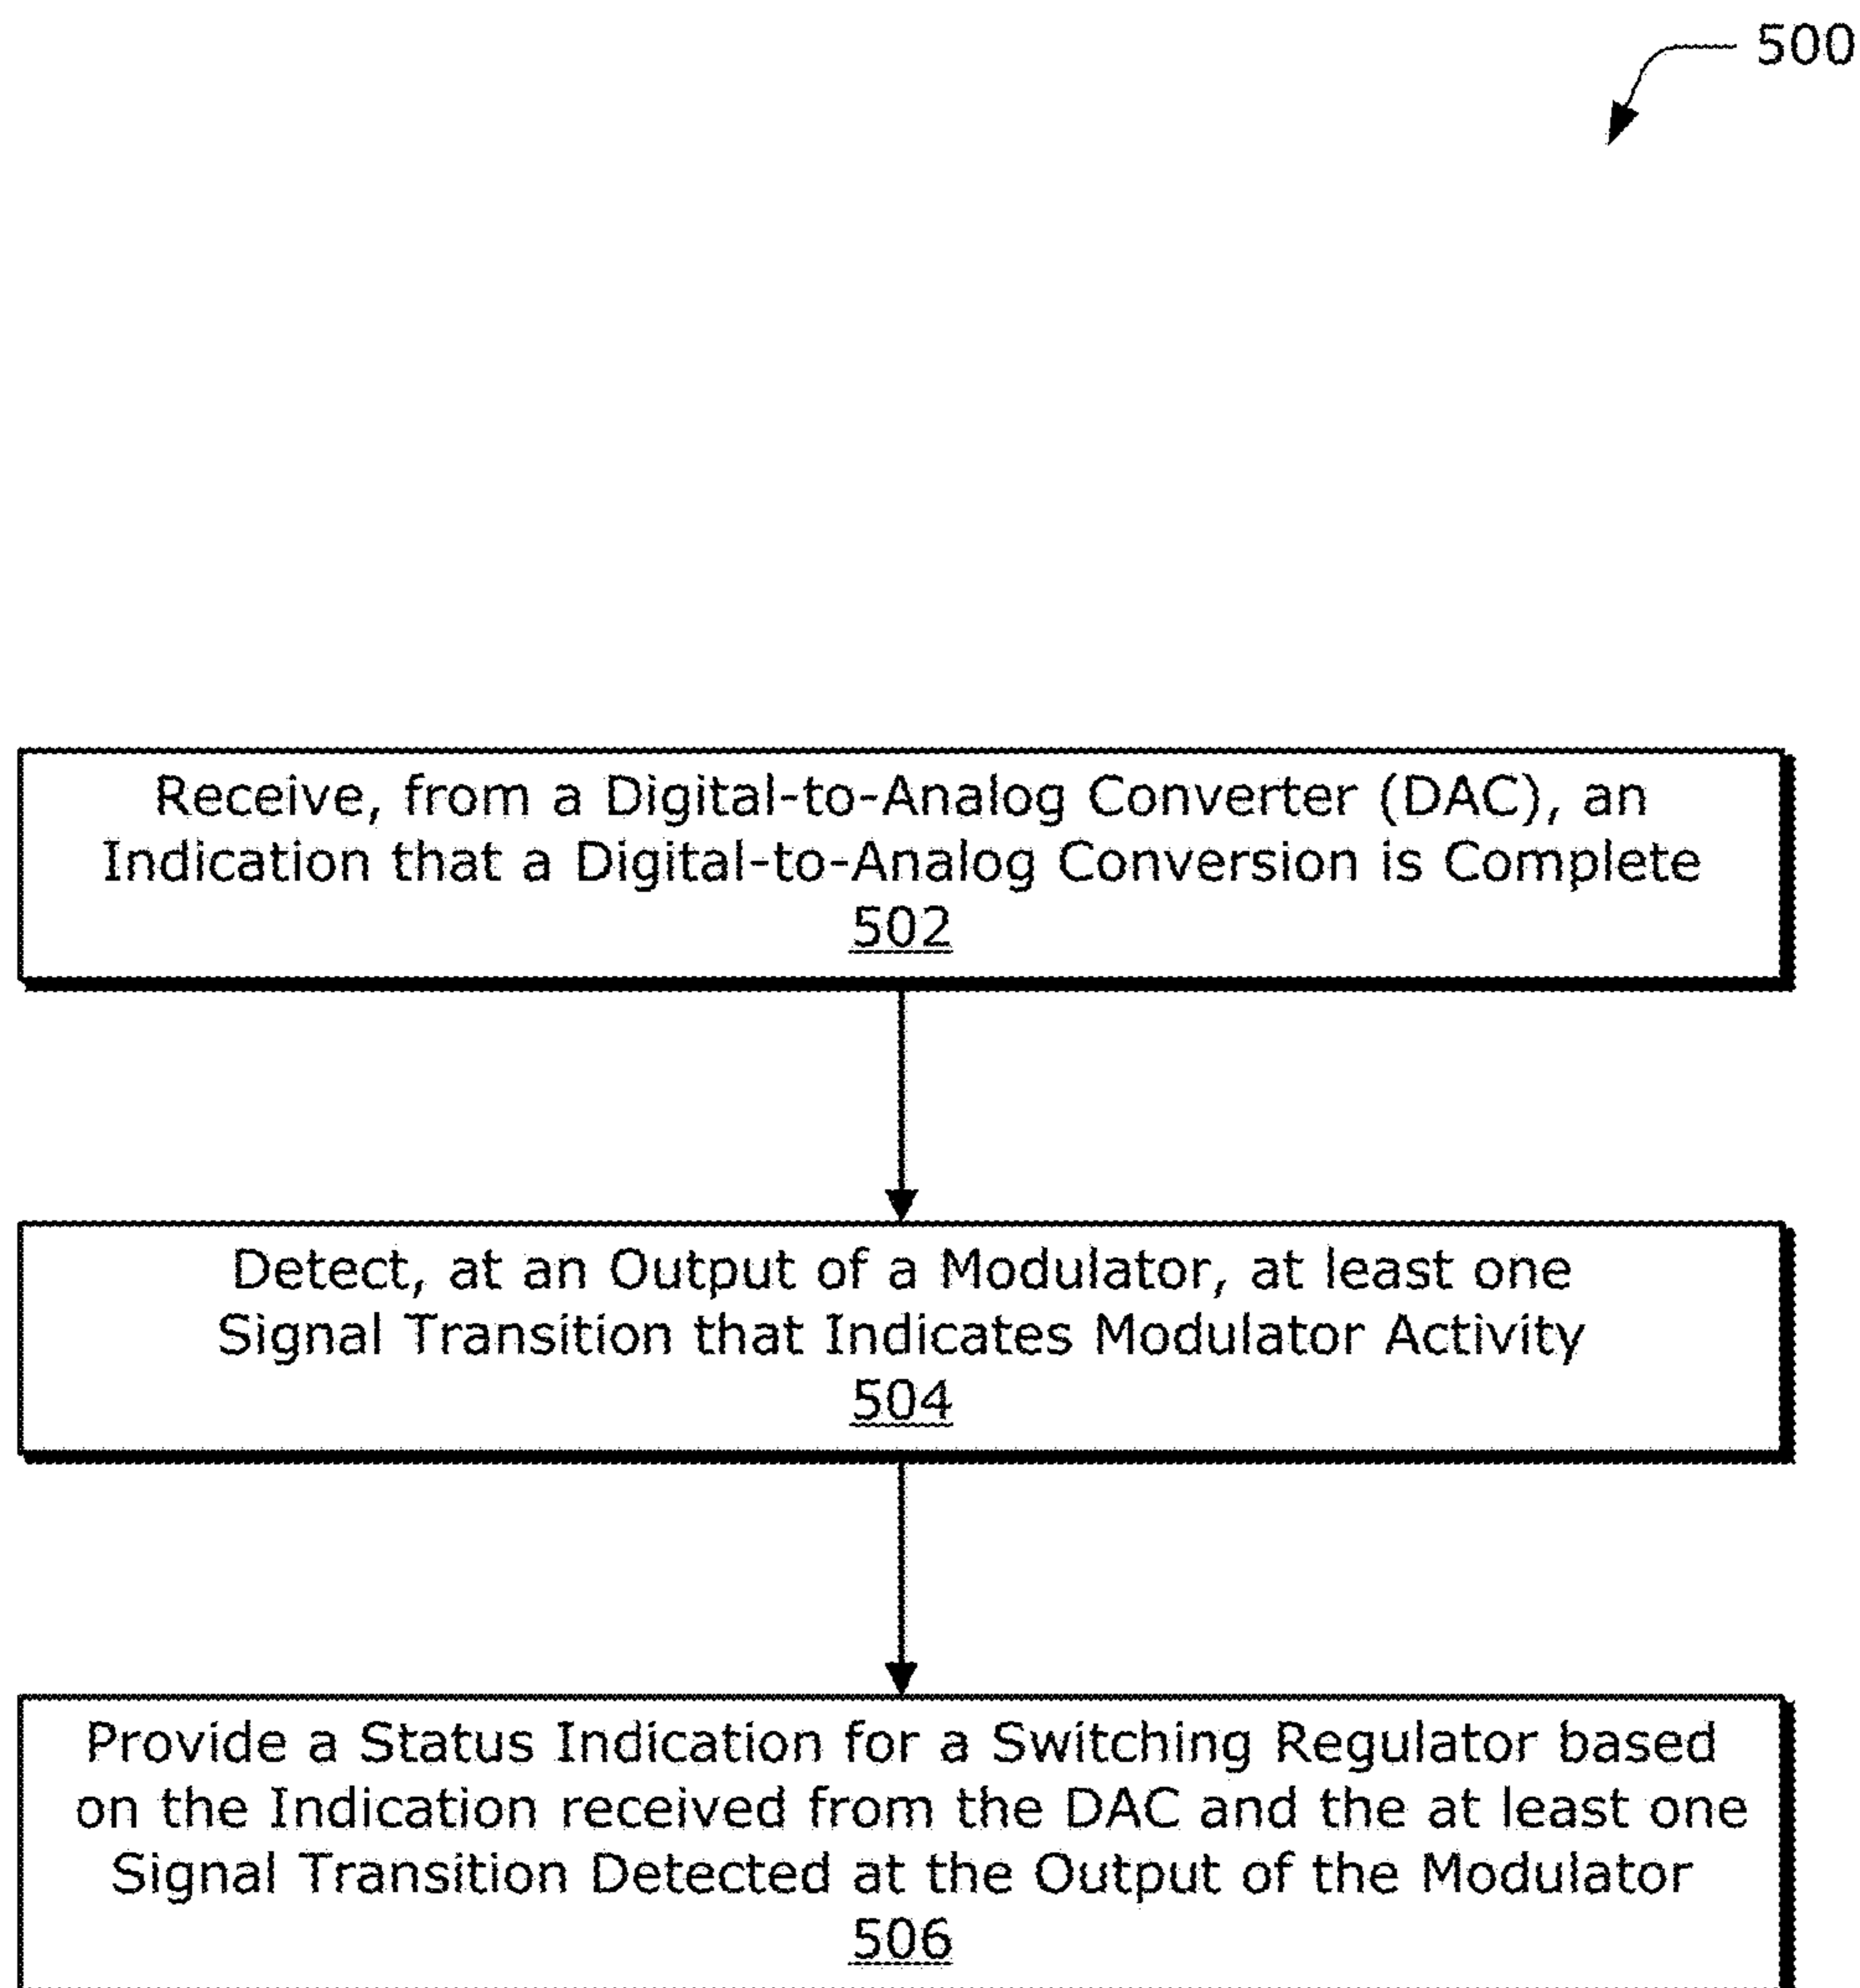 500
Receive, from a Digital-to-Analog Converter (DAC), an
Indication that a Digital-to-Analog Conversion is Complete
502
Detect, at an Output of a Modulator, at least one
Signal Transition that Indicates Modulator Activity
504
Provide a Status Indication for a Switching Regulator based
on the Indication received from the DAC and the at least one
Signal Transition Detected at the Output of the Modulator
506